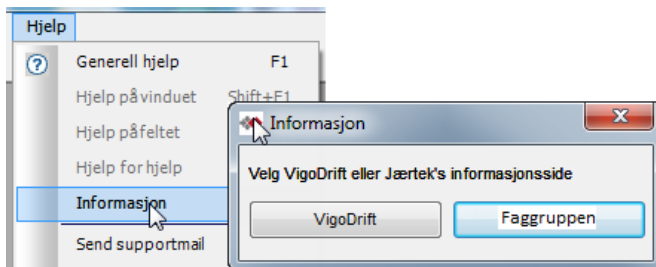 Hjelp
Generell hjelp F1
Hjelp på vinduet Shift+F1
Hjelp på feltet
Hjelp for hjelp
Informasjon
Send supportmail
Informasjon
Velg VigoDrift eller Jærtek's informasjonsside
VigoDrift
Faggruppen